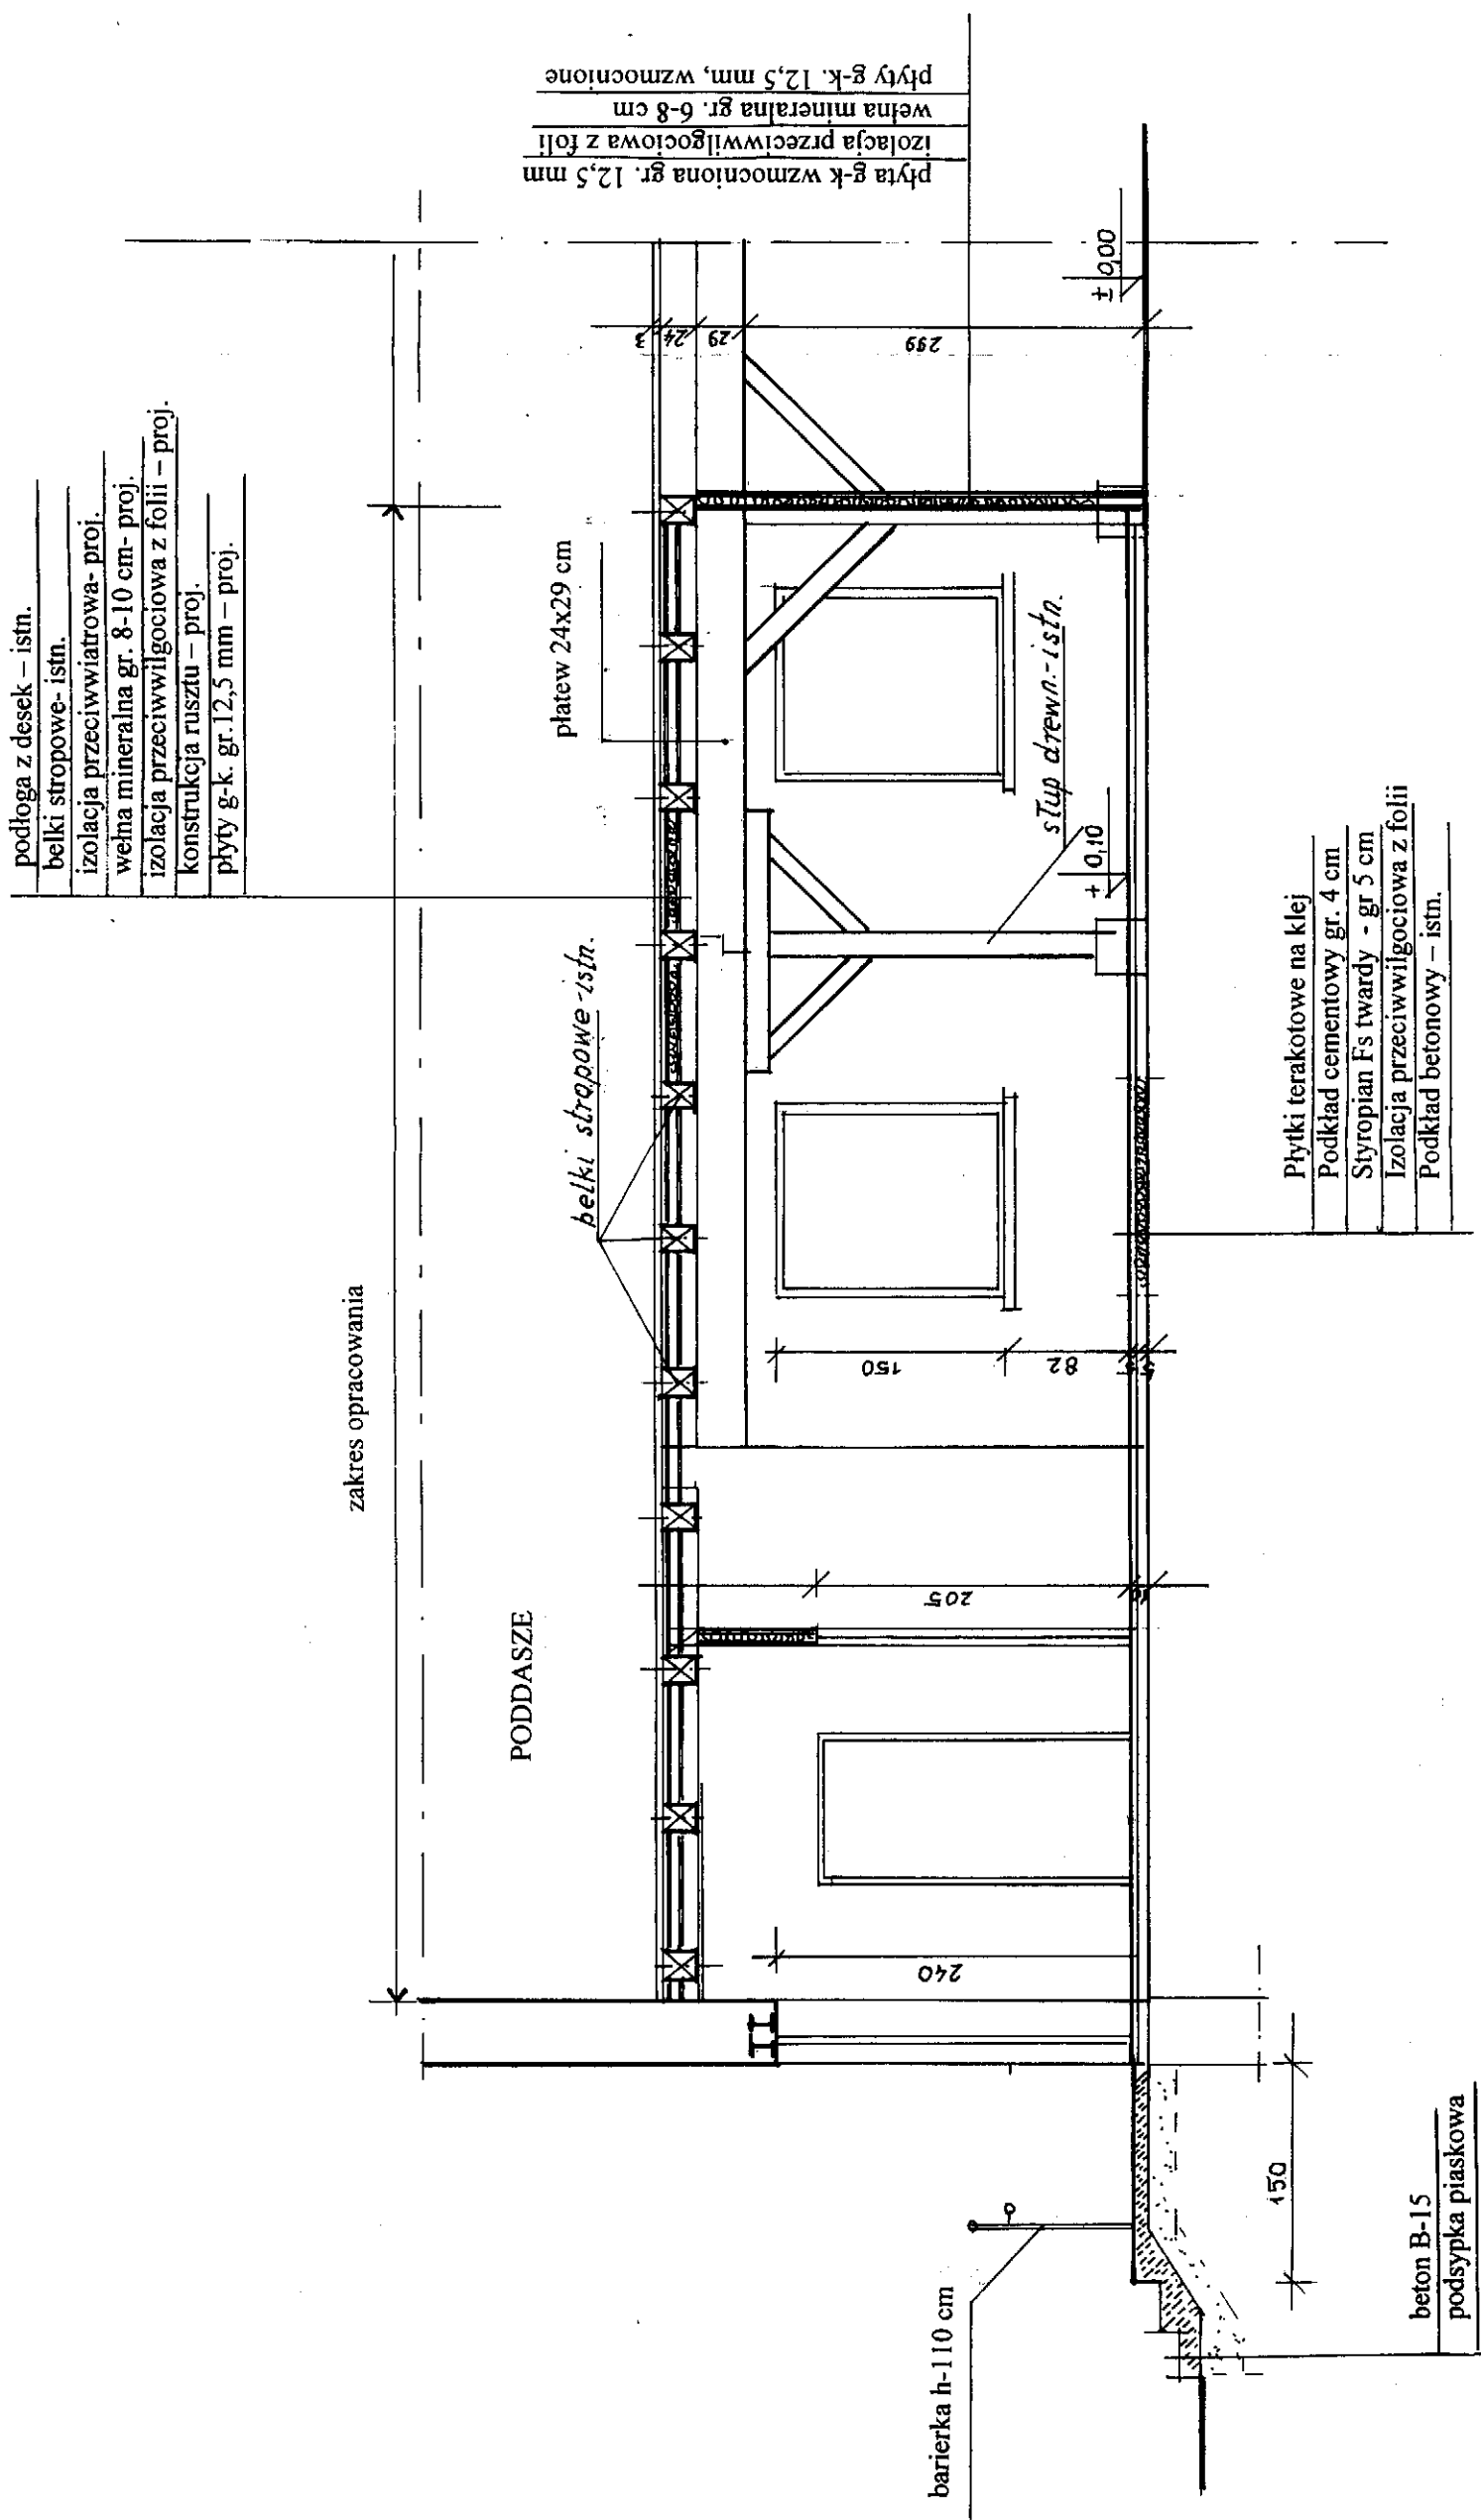 podłoga z desek – istn.
belki stropowe- istn.
izolacja przeciwwiatrowa- proj.
wełna mineralna gr. 8-10 cm- proj.
izolacja przeciwwilgociowa z folii – proj.
konstrukcja rusztu – proj.
płyty g-k. gr.12,5 mm – proj.
płyty g-k. 12,5 mm, wzmocnione
wełna mineralna gr. 6-8 cm
izolacja przeciwwilgociowa z foli
płyta g-k wzmocniona gr. 12,5 mm
zakres opracowania
PODDASZE
belki stropowe-istn.
płatew 24x29 cm
słup drewn.-istn.
3
24
29
299
± 0,00
+ 0,10
150
82
5
5
205
10
240
150
barierka h-110 cm
Płytki terakotowe na klej
Podkład cementowy gr. 4 cm
Styropian Fs twardy - gr 5 cm
Izolacja przeciwwilgociowa z folii
Podkład betonowy – istn.
beton B-15
podsypka piaskowa